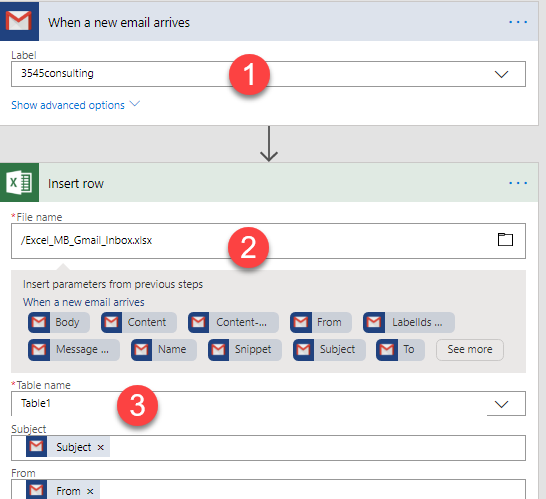 When a new email arrives
Label
3545consulting
1
Show advanced options
Insert row
*File name
/Excel_MB_Gmail_Inbox.xlsx
2
Insert parameters from previous steps
When a new email arrives
Body Content Content-... From LabelIds ...
Message ... Name Snippet Subject To See more
*Table name
Table1
3
Subject
Subject ×
From
From ×